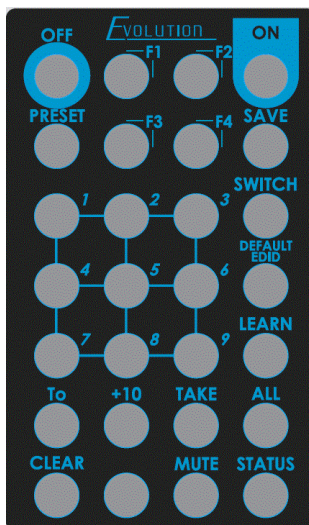 OFF EVOLUTION ON
F1 F2
PRESET F3 F4 SAVE
SWITCH
1 2 3
DEFAULT
EDID
4 5 6
LEARN
7 8 9
To +10 TAKE ALL
CLEAR MUTE STATUS